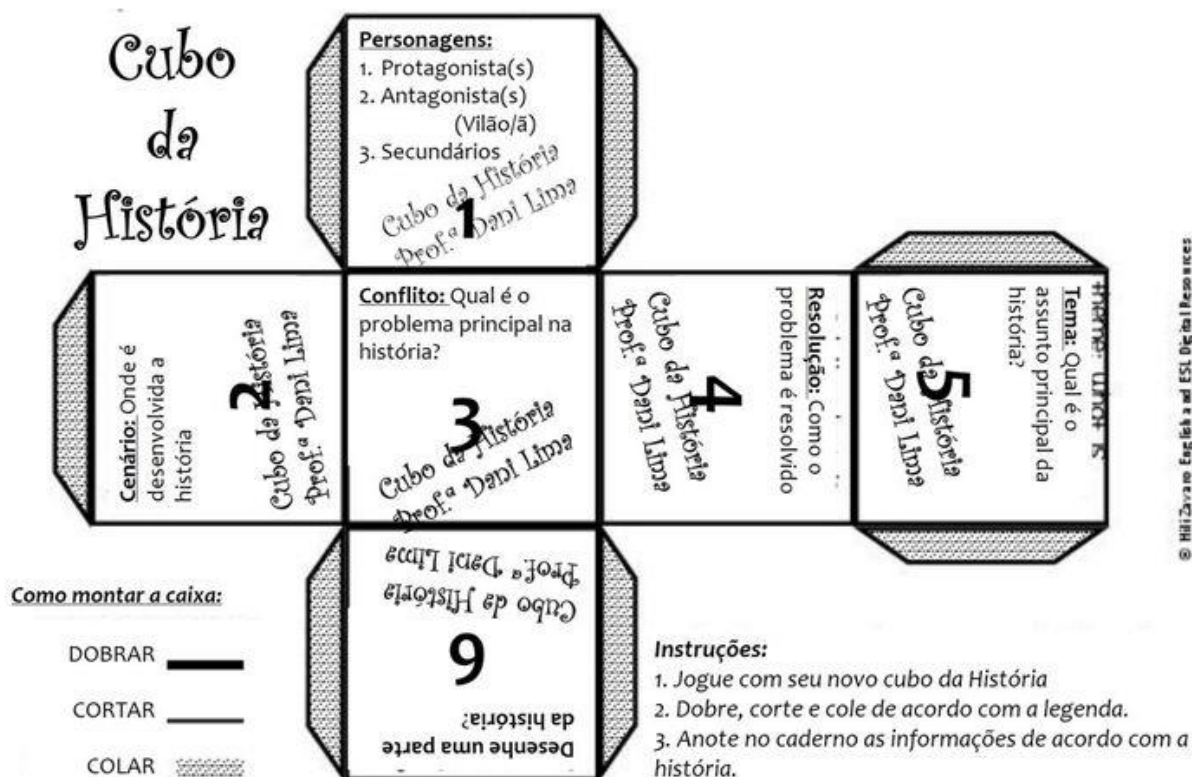 Cubo
da
História
Personagens:
1. Protagonista(s)
2. Antagonista(s)
(Vilão/ã)
3. Secundários
Cubo da História
Prof.ª Dani Lima
1
Cenário: Onde é
desenvolvida a
história
2
Cubo da História
Prof.ª Dani Lima
Conflito: Qual é o
problema principal na
história?
3
Cubo da História
Prof.ª Dani Lima
Resolução: Como o
problema é resolvido
4
Cubo da História
Prof.ª Dani Lima
Tema: Qual é o
assunto principal da
história?
5
Cubo da História
Prof.ª Dani Lima
Desenhe uma parte
da história?
6
Cubo da História
Prof.ª Dani Lima
© Hili Zavaro English and ESL Digital Resources
Como montar a caixa:
DOBRAR
CORTAR
COLAR
Instruções:
1. Jogue com seu novo cubo da História
2. Dobre, corte e cole de acordo com a legenda.
3. Anote no caderno as informações de acordo com a
história.